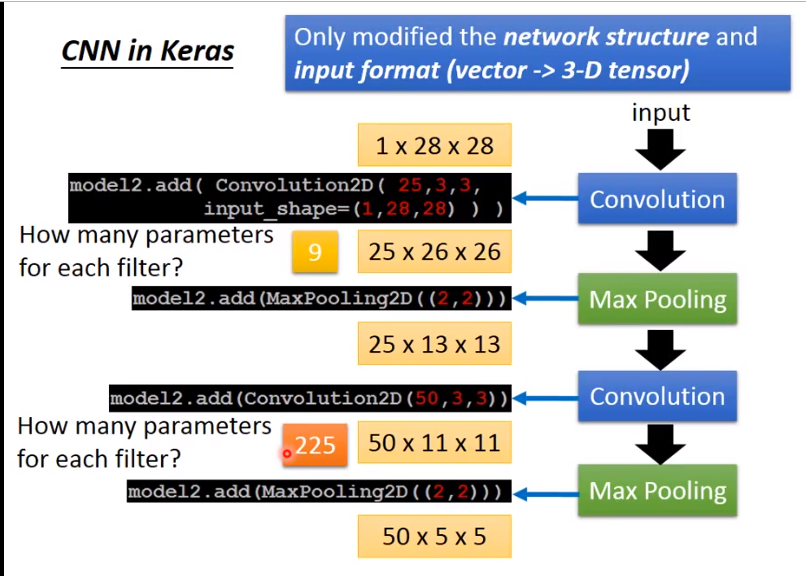 CNN in Keras
Only modified the network structure and
input format (vector -> 3-D tensor)
input
1 x 28 x 28
model2.add( Convolution2D( 25,3,3,
input_shape=(1,28,28) ) )
Convolution
How many parameters
for each filter?
9
25 x 26 x 26
model2.add(MaxPooling2D((2,2)))
Max Pooling
25 x 13 x 13
model2.add(Convolution2D(50,3,3))
Convolution
How many parameters
for each filter?
225
50 x 11 x 11
model2.add(MaxPooling2D((2,2)))
Max Pooling
50 x 5 x 5